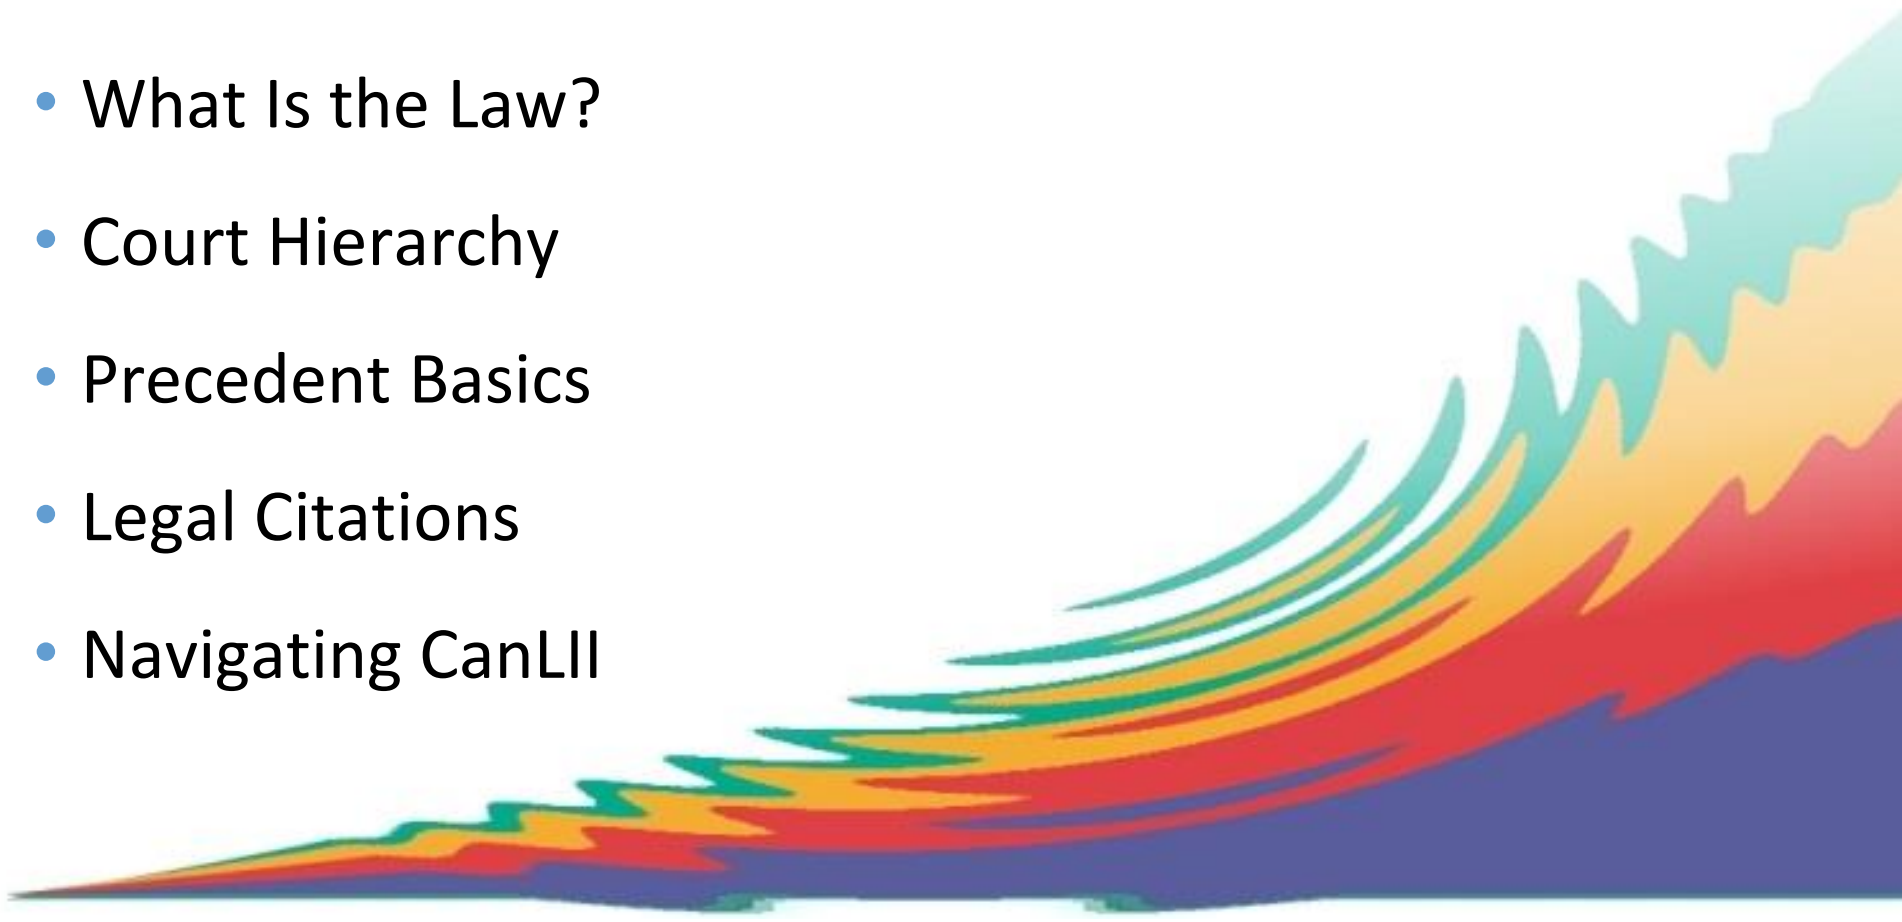 • What Is the Law?
• Court Hierarchy
• Precedent Basics
• Legal Citations
• Navigating CanLII